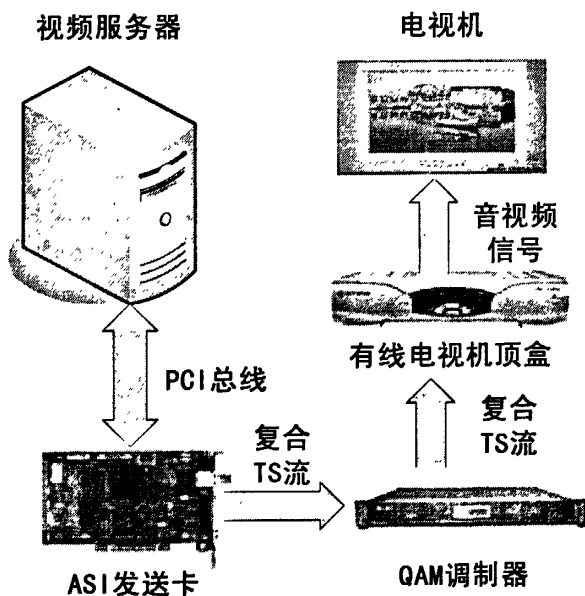 视频服务器
电视机
音视频
信号
有线电视机顶盒
PCI总线
复合
TS流
复合
TS流
ASI发送卡
QAM调制器